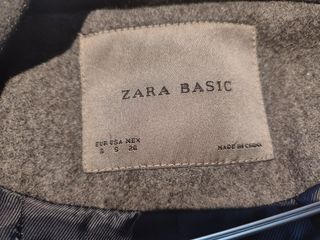 ZARA BASIC
EUR USA MEX
S S 26
MADE IN CHINA